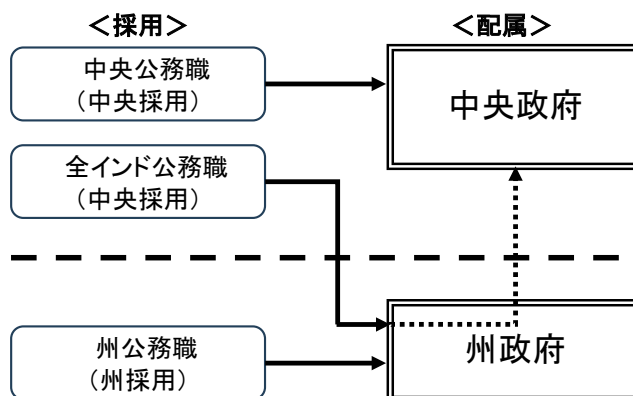 ＜採用＞
＜配属＞
中央公務職
（中央採用）
中央政府
全インド公務職
（中央採用）
州公務職
（州採用）
州政府